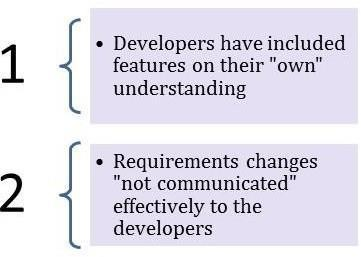 1
• Developers have included
features on their "own"
understanding
2
• Requirements changes
"not communicated"
effectively to the
developers